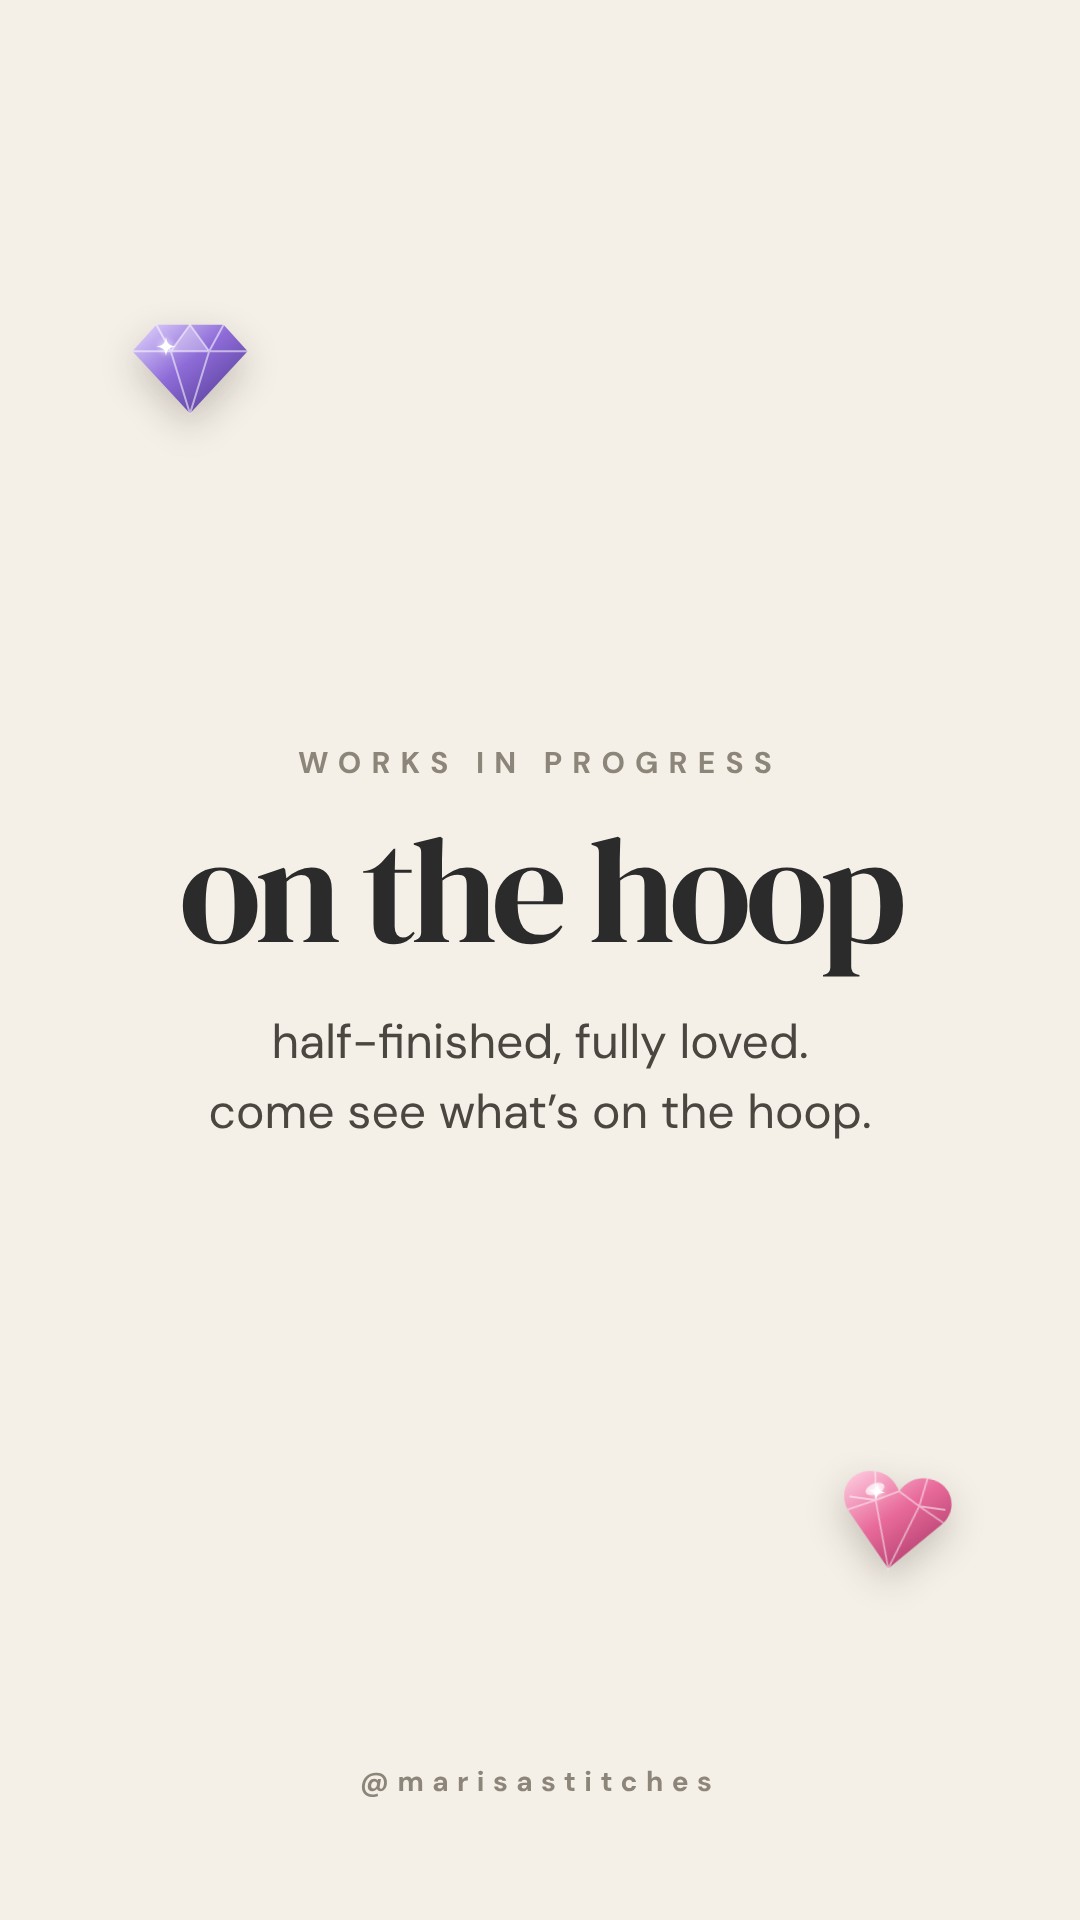 WORKS IN PROGRESS
on the hoop
half-finished, fully loved.
come see what’s on the hoop.
@marisastitches